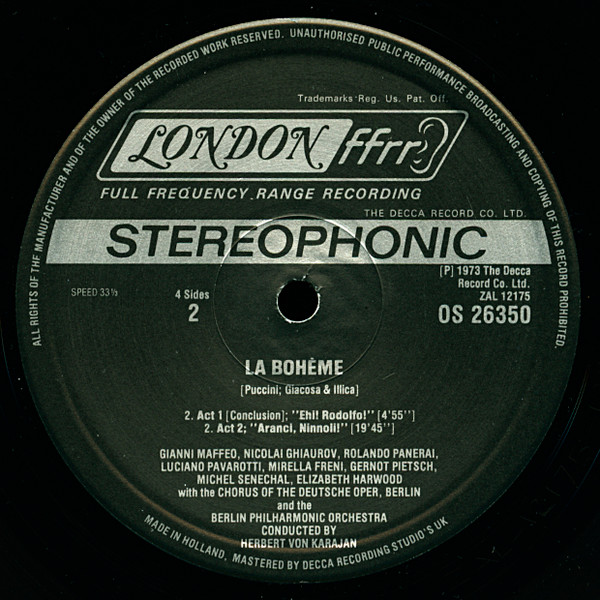 ALL RIGHTS OF THE MANUFACTURER AND OF THE OWNER OF THE RECORDED WORK RESERVED. UNAUTHORISED PUBLIC PERFORMANCE BROADCASTING AND COPYING OF THIS RECORD PROHIBITED.
Trademarks Reg. Us. Pat. Off.
LONDON ffrr
FULL FREQUENCY RANGE RECORDING
THE DECCA RECORD CO. LTD.
STEREOPHONIC
[P] 1973 The Decca
Record Co. Ltd.
ZAL 12175
OS 26350
SPEED 33⅓
4 Sides
2
LA BOHÈME
[Puccini; Giacosa & Illica]
2. Act 1 [Conclusion]; "Ehi! Rodolfo!" [4'55'']
2. Act 2; "Aranci, Ninnoli!" [19'45'']
GIANNI MAFFEO, NICOLAI GHIAUROV, ROLANDO PANERAI,
LUCIANO PAVAROTTI, MIRELLA FRENI, GERNOT PIETSCH,
MICHEL SENECHAL, ELIZABETH HARWOOD
with the CHORUS OF THE DEUTSCHE OPER, BERLIN
and the
BERLIN PHILHARMONIC ORCHESTRA
CONDUCTED BY
HERBERT VON KARAJAN
MADE IN HOLLAND, MASTERED BY DECCA RECORDING STUDIO'S UK